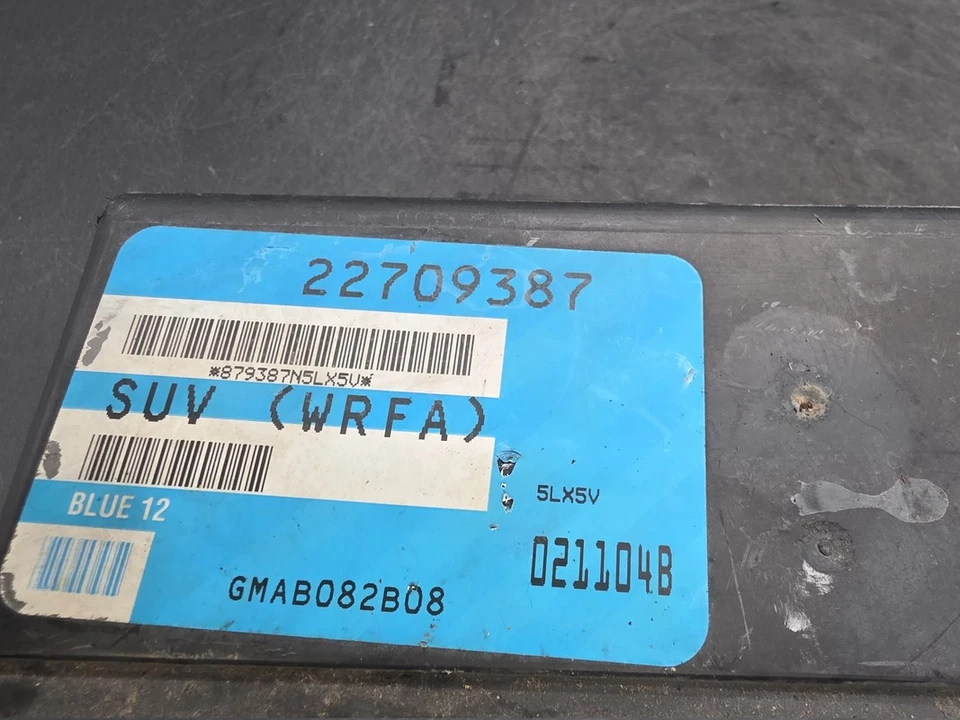 22709387
*879387N5LX5V*
SUV (WRFA)
5LX5V
BLUE 12
021104B
GMAB082B08